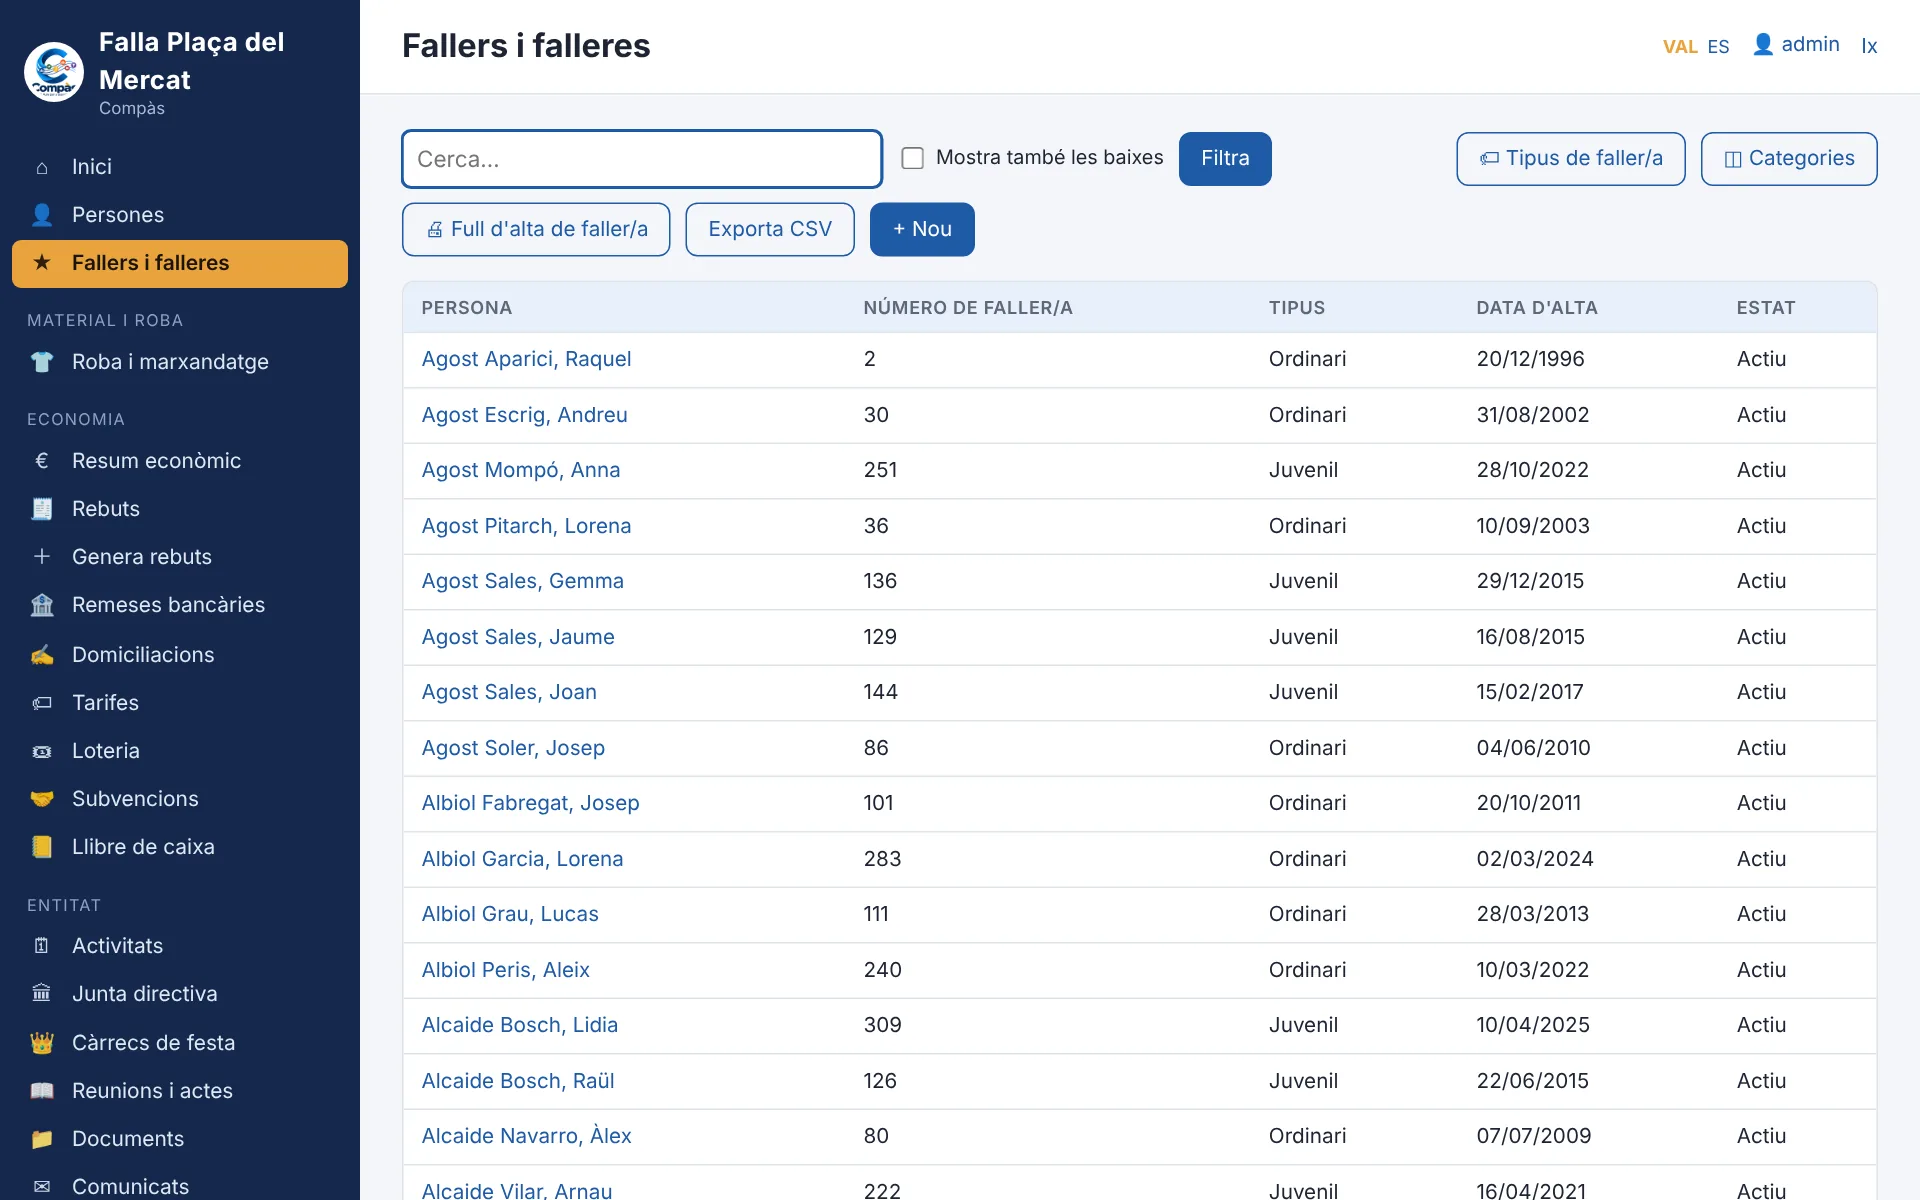 Falla Plaça del
Mercat
Compàs
Inici
Persones
Fallers i falleres
MATERIAL I ROBA
Roba i marxandatge
ECONOMIA
Resum econòmic
Rebuts
Genera rebuts
Remeses bancàries
Domiciliacions
Tarifes
Loteria
Subvencions
Llibre de caixa
ENTITAT
Activitats
Junta directiva
Càrrecs de festa
Reunions i actes
Documents
Comunicats
Fallers i falleres
VAL ES admin Ix
Cerca... Mostra també les baixes Filtra Tipus de faller/a Categories
Full d'alta de faller/a Exporta CSV + Nou
PERSONA NÚMERO DE FALLER/A TIPUS DATA D'ALTA ESTAT
Agost Aparici, Raquel 2 Ordinari 20/12/1996 Actiu
Agost Escrig, Andreu 30 Ordinari 31/08/2002 Actiu
Agost Mompó, Anna 251 Juvenil 28/10/2022 Actiu
Agost Pitarch, Lorena 36 Ordinari 10/09/2003 Actiu
Agost Sales, Gemma 136 Juvenil 29/12/2015 Actiu
Agost Sales, Jaume 129 Juvenil 16/08/2015 Actiu
Agost Sales, Joan 144 Juvenil 15/02/2017 Actiu
Agost Soler, Josep 86 Ordinari 04/06/2010 Actiu
Albiol Fabregat, Josep 101 Ordinari 20/10/2011 Actiu
Albiol Garcia, Lorena 283 Ordinari 02/03/2024 Actiu
Albiol Grau, Lucas 111 Ordinari 28/03/2013 Actiu
Albiol Peris, Aleix 240 Ordinari 10/03/2022 Actiu
Alcaide Bosch, Lidia 309 Juvenil 10/04/2025 Actiu
Alcaide Bosch, Raül 126 Juvenil 22/06/2015 Actiu
Alcaide Navarro, Àlex 80 Ordinari 07/07/2009 Actiu
Alcaide Vilar, Arnau 222 Juvenil 16/04/2021 Actiu